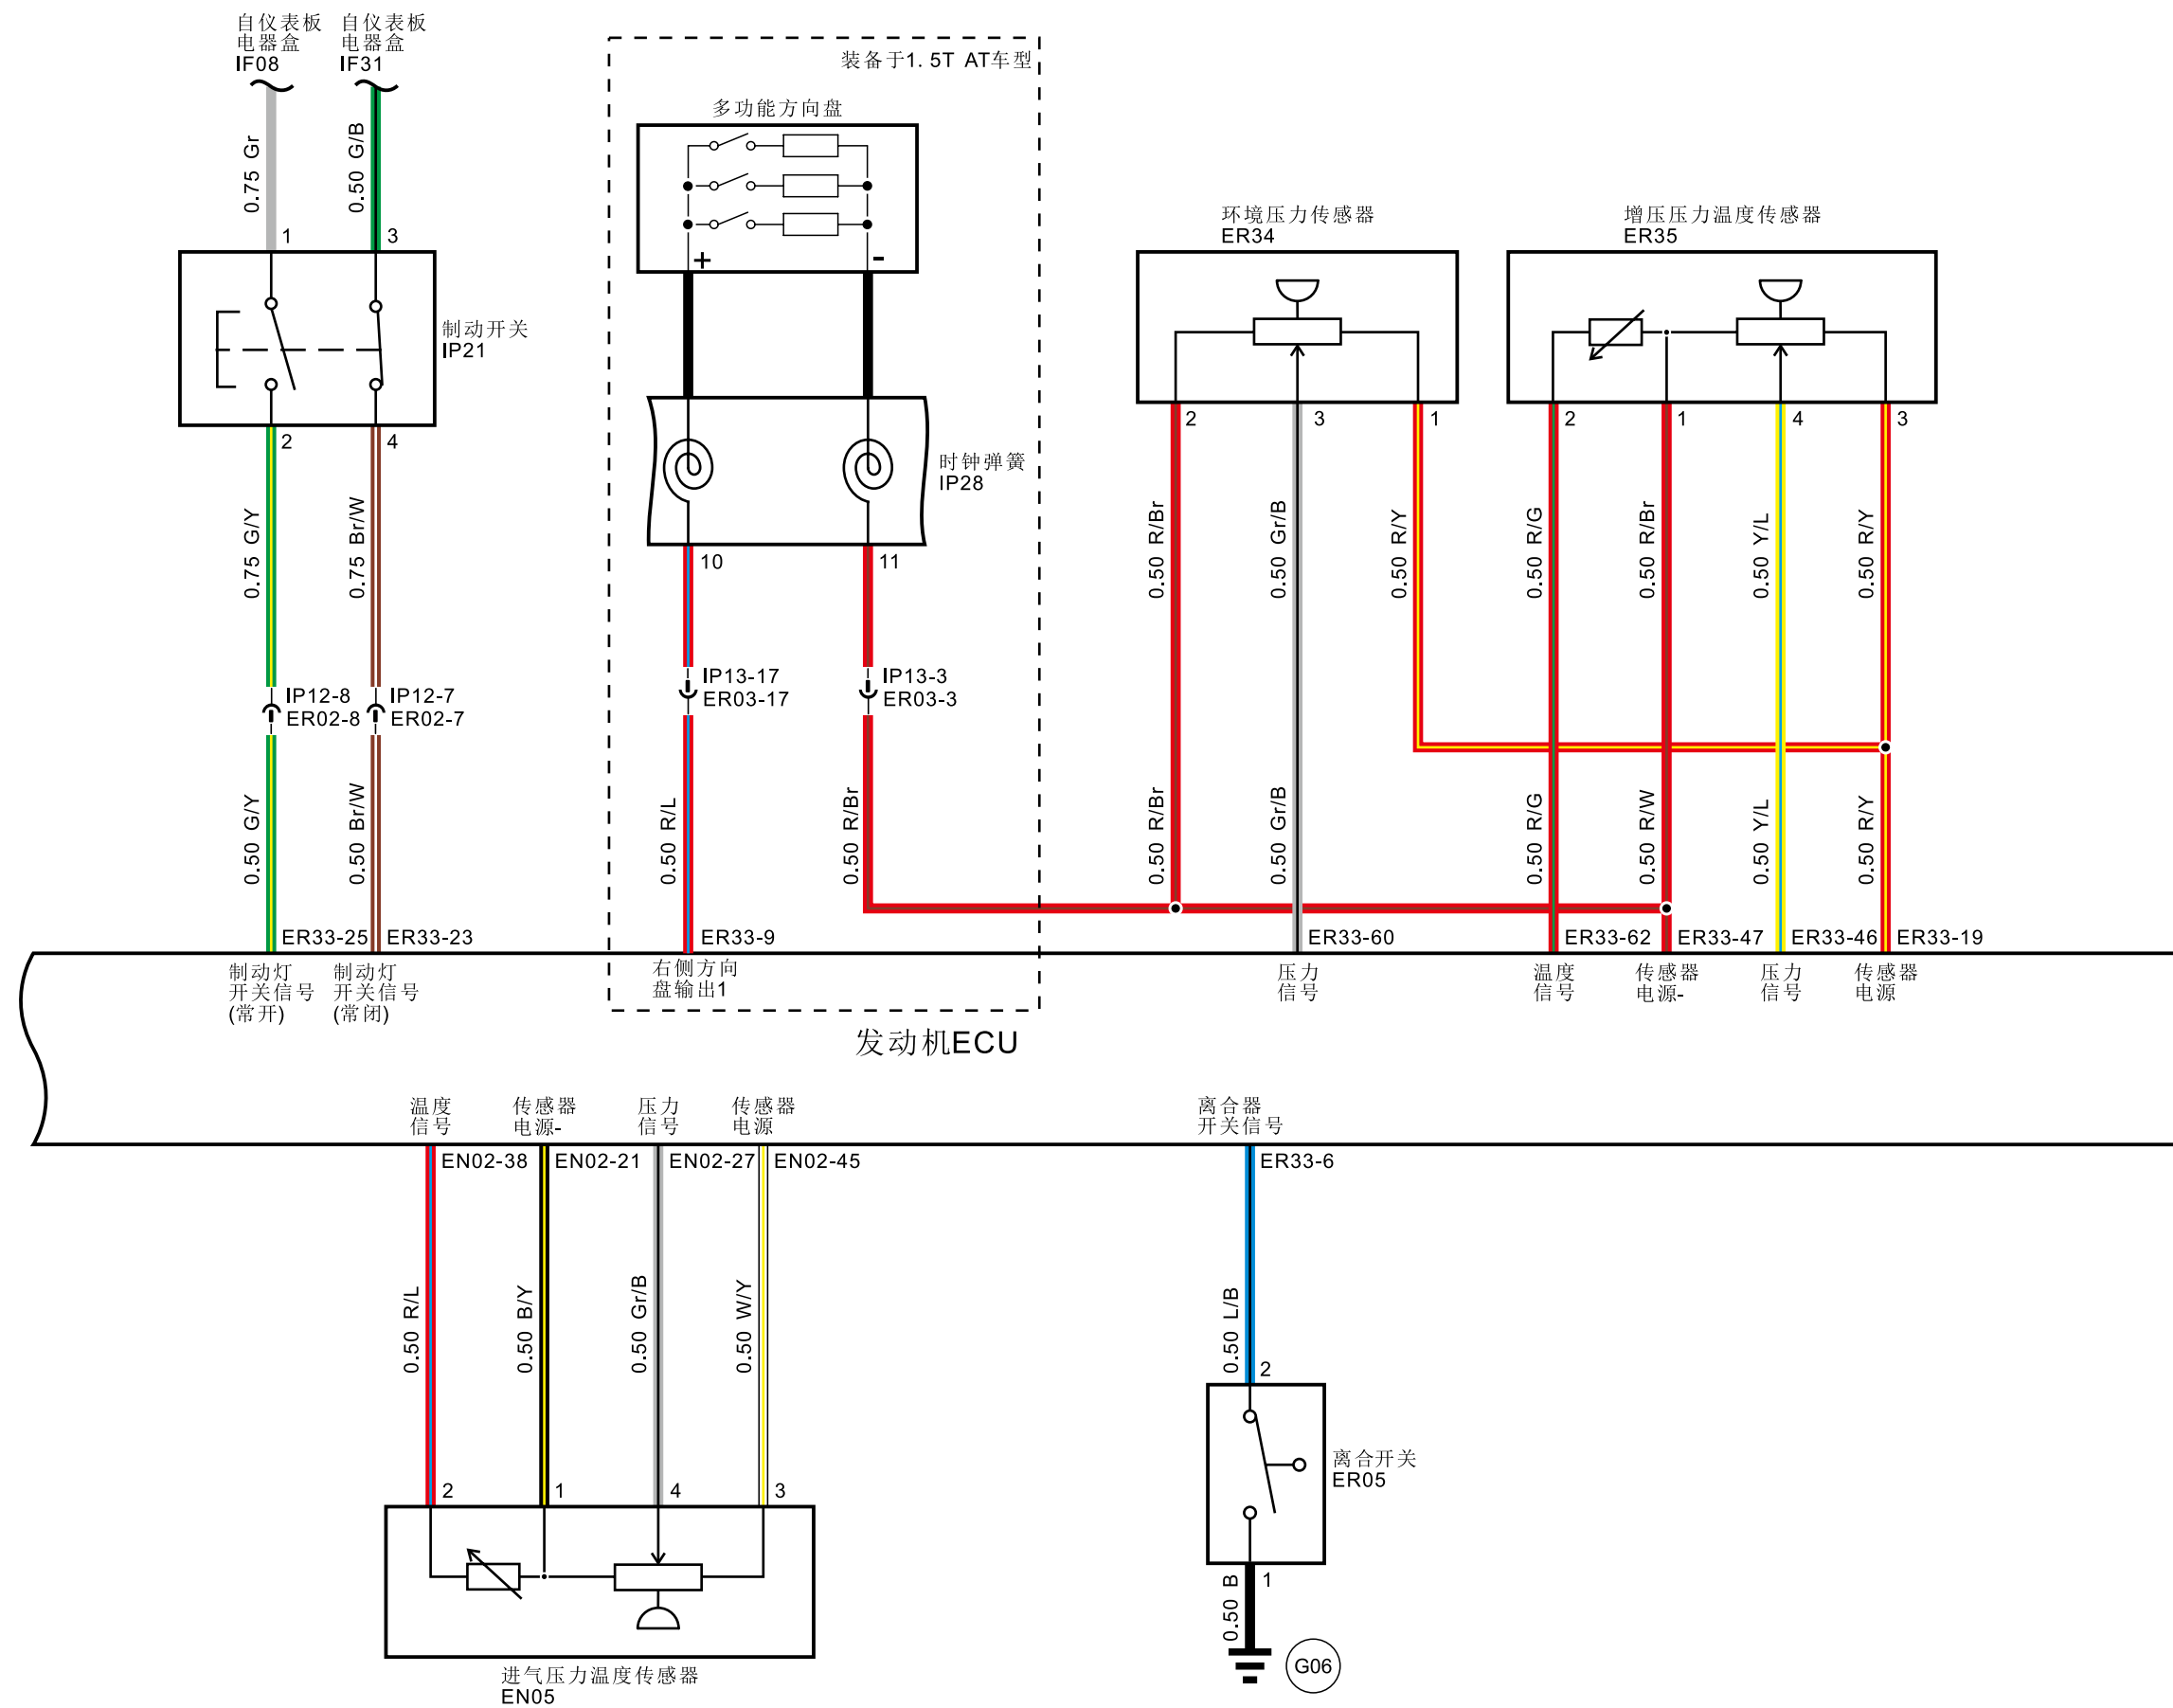 自仪表板
电器盒
IF08
自仪表板
电器盒
IF31
装备于1.5T AT车型
多功能方向盘
+
-
0.75 Gr
0.50 G/B
1
3
制动开关
IP21
2
4
环境压力传感器
ER34
增压压力温度传感器
ER35
2
3
1
2
1
4
3
时钟弹簧
IP28
10
11
0.75 G/Y
0.75 Br/W
0.50 R/Br
0.50 Gr/B
0.50 R/Y
0.50 R/G
0.50 R/Br
0.50 Y/L
0.50 R/Y
IP12-8
ER02-8
IP12-7
ER02-7
IP13-17
ER03-17
IP13-3
ER03-3
0.50 G/Y
0.50 Br/W
0.50 R/L
0.50 R/Br
0.50 R/Br
0.50 Gr/B
0.50 R/G
0.50 R/W
0.50 Y/L
0.50 R/Y
ER33-25
ER33-23
ER33-9
ER33-60
ER33-62
ER33-47
ER33-46
ER33-19
制动灯
开关信号
(常开)
制动灯
开关信号
(常闭)
右侧方向
盘输出1
压力
信号
温度
信号
传感器
电源-
压力
信号
传感器
电源
发动机ECU
温度
信号
传感器
电源-
压力
信号
传感器
电源
离合器
开关信号
EN02-38
EN02-21
EN02-27
EN02-45
ER33-6
0.50 R/L
0.50 B/Y
0.50 Gr/B
0.50 W/Y
0.50 L/B
2
1
4
3
2
离合开关
ER05
1
0.50 B
G06
进气压力温度传感器
EN05